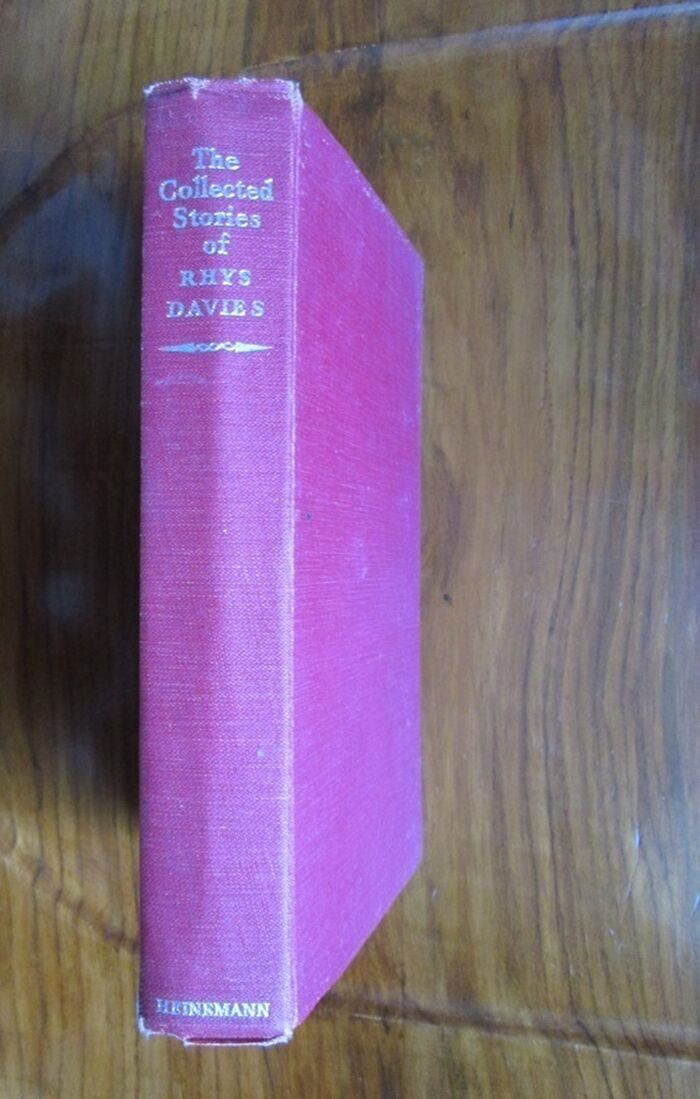 The
Collected
Stories
of
RHYS
DAVIES
HEINEMANN